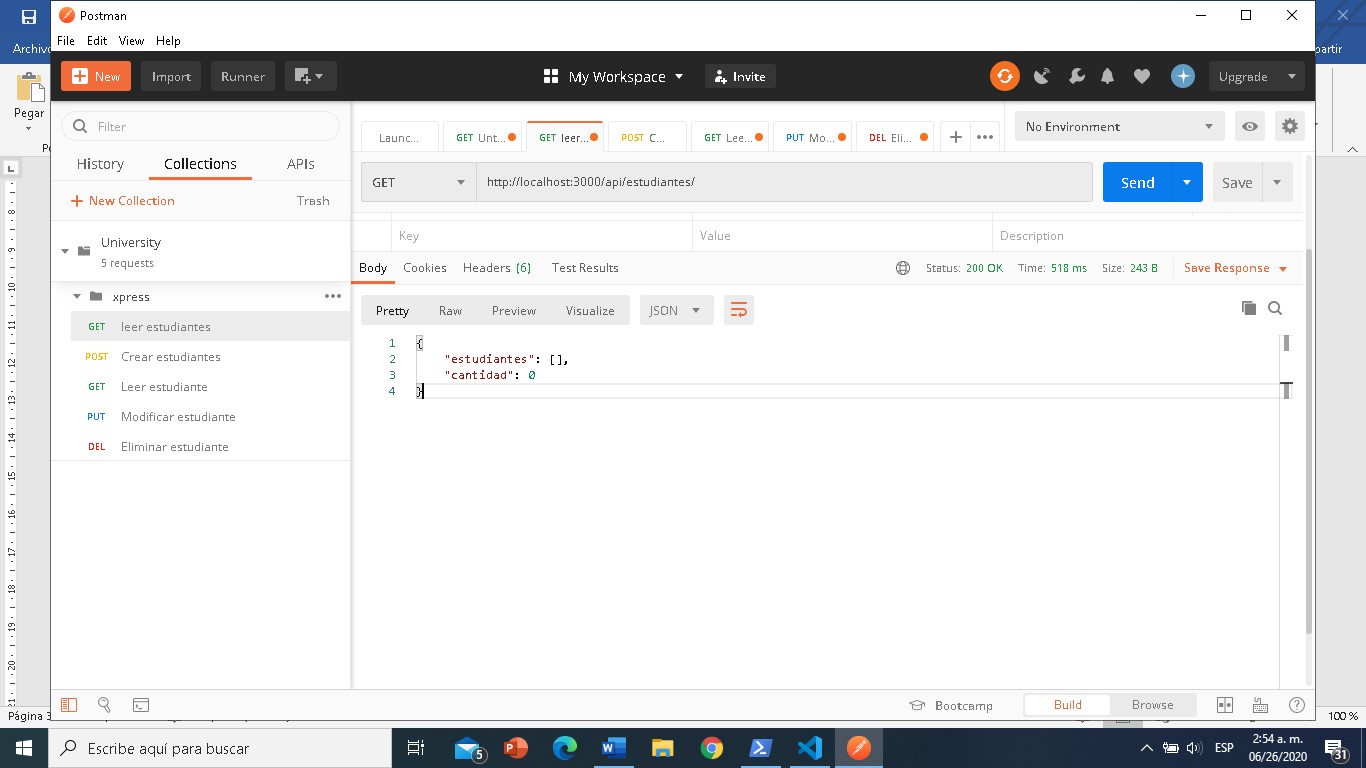 Postman
File Edit View Help
Archivo
partir
New Import Runner My Workspace Invite Upgrade
Pegar
Filter
Launc... GET Unt... GET leer... POST C... GET Lee... PUT Mo... DEL Eli... No Environment
History Collections APIs
GET http://localhost:3000/api/estudiantes/ Send Save
New Collection Trash
Key Value Description
University
5 requests
Body Cookies Headers (6) Test Results Status: 200 OK Time: 518 ms Size: 243 B Save Response
xpress
Pretty Raw Preview Visualize JSON
GET leer estudiantes
POST Crear estudiantes
GET Leer estudiante
PUT Modificar estudiante
DEL Eliminar estudiante
1 {
2 "estudiantes": [],
3 "cantidad": 0
4 }
Bootcamp Build Browse
Página 3
100 %
Escribe aquí para buscar
5
ESP
2:54 a. m.
06/26/2020
31